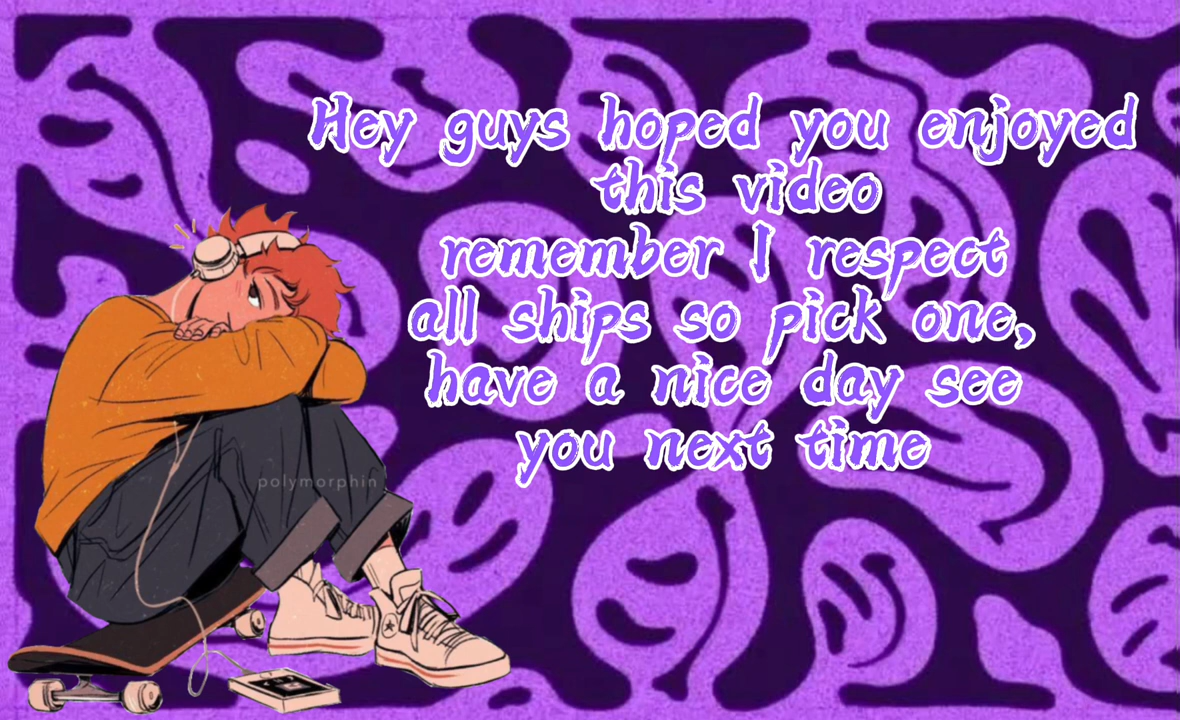 Hey guys hoped you enjoyed
this video
remember I respect
all ships so pick one,
have a nice day see
you next time
polymorphin